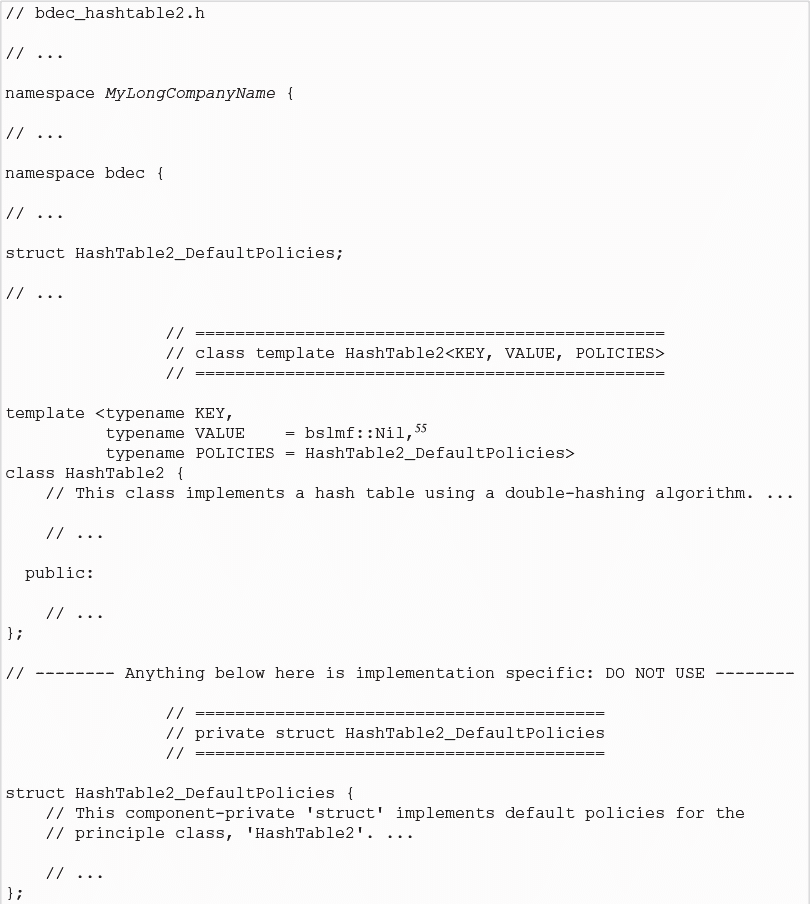 // bdec_hashtable2.h
// ...
namespace MyLongCompanyName {
// ...
namespace bdec {
// ...
struct HashTable2_DefaultPolicies;
// ...
// ===============================================
// class template HashTable2<KEY, VALUE, POLICIES>
// ===============================================
template <typename KEY,
          typename VALUE    = bslmf::Nil,55
          typename POLICIES = HashTable2_DefaultPolicies>
class HashTable2 {
    // This class implements a hash table using a double-hashing algorithm. ...
    // ...
  public:
    // ...
};
// -------- Anything below here is implementation specific: DO NOT USE --------
// =========================================
// private struct HashTable2_DefaultPolicies
// =========================================
struct HashTable2_DefaultPolicies {
    // This component-private 'struct' implements default policies for the
    // principle class, 'HashTable2'. ...
    // ...
};